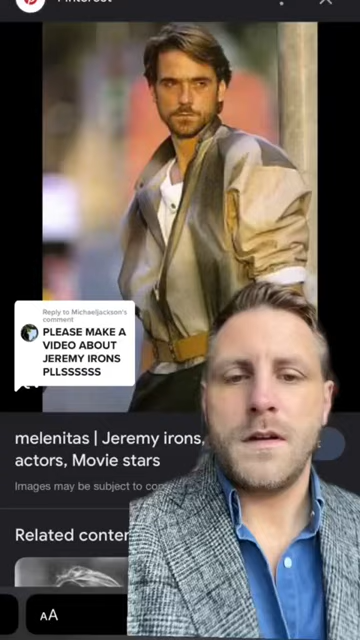 Pinterest
Reply to Michaeljackson's
comment
PLEASE MAKE A
VIDEO ABOUT
JEREMY IRONS
PLLSSSSSS
melenitas | Jeremy irons,
actors, Movie stars
Images may be subject to
Related conten
AA